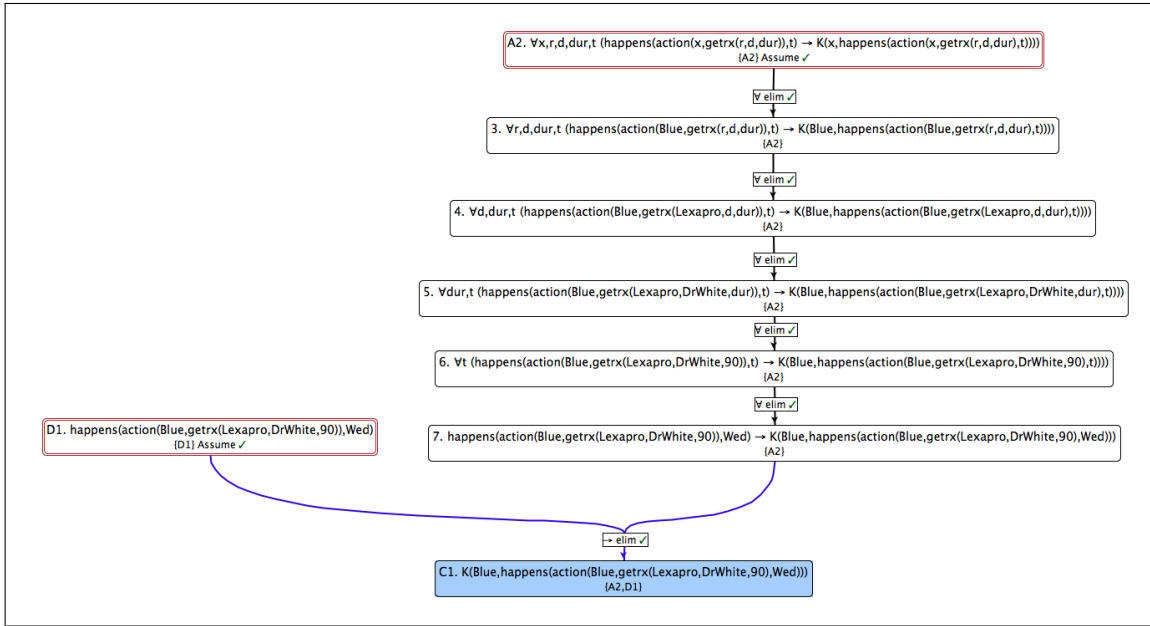 A2. ∀x,r,d,dur,t (happens(action(x,getrx(r,d,dur)),t) → K(x,happens(action(x,getrx(r,d,dur),t))))
{A2} Assume ✓
∀ elim ✓
3. ∀r,d,dur,t (happens(action(Blue,getrx(r,d,dur)),t) → K(Blue,happens(action(Blue,getrx(r,d,dur),t))))
{A2}
∀ elim ✓
4. ∀d,dur,t (happens(action(Blue,getrx(Lexapro,d,dur)),t) → K(Blue,happens(action(Blue,getrx(Lexapro,d,dur),t))))
{A2}
∀ elim ✓
5. ∀dur,t (happens(action(Blue,getrx(Lexapro,DrWhite,dur)),t) → K(Blue,happens(action(Blue,getrx(Lexapro,DrWhite,dur),t))))
{A2}
∀ elim ✓
6. ∀t (happens(action(Blue,getrx(Lexapro,DrWhite,90)),t) → K(Blue,happens(action(Blue,getrx(Lexapro,DrWhite,90),t))))
{A2}
∀ elim ✓
D1. happens(action(Blue,getrx(Lexapro,DrWhite,90)),Wed)
{D1} Assume ✓
7. happens(action(Blue,getrx(Lexapro,DrWhite,90)),Wed) → K(Blue,happens(action(Blue,getrx(Lexapro,DrWhite,90),Wed)))
{A2}
→ elim ✓
C1. K(Blue,happens(action(Blue,getrx(Lexapro,DrWhite,90),Wed)))
{A2,D1}